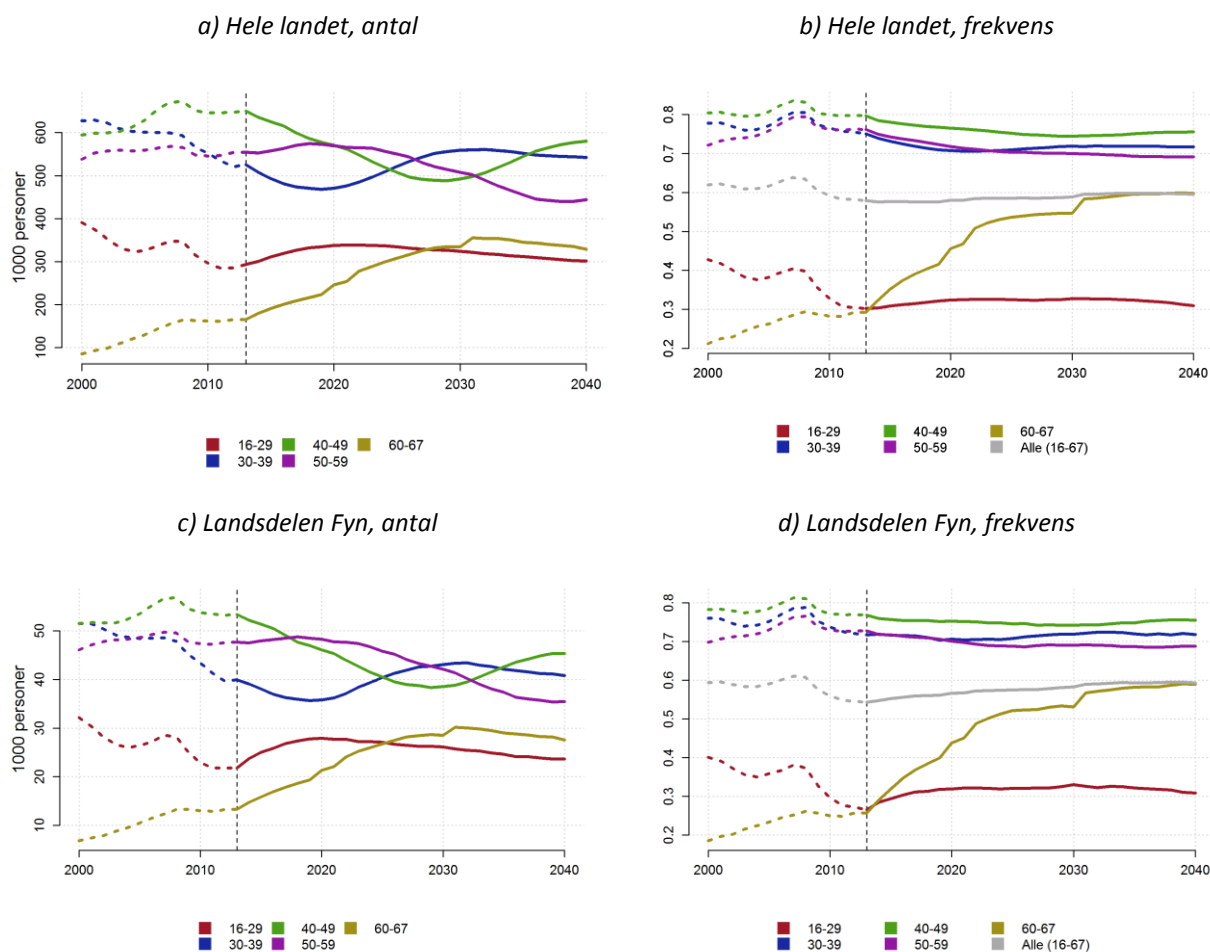 a) Hele landet, antal
b) Hele landet, frekvens
1000 personer
600
500
400
300
200
100
2000 2010 2020 2030 2040
16-29 40-49 60-67
30-39 50-59
0.8
0.7
0.6
0.5
0.4
0.3
0.2
2000 2010 2020 2030 2040
16-29 40-49 60-67
30-39 50-59 Alle (16-67)
c) Landsdelen Fyn, antal
d) Landsdelen Fyn, frekvens
1000 personer
50
40
30
20
10
2000 2010 2020 2030 2040
16-29 40-49 60-67
30-39 50-59
0.8
0.7
0.6
0.5
0.4
0.3
0.2
2000 2010 2020 2030 2040
16-29 40-49 60-67
30-39 50-59 Alle (16-67)